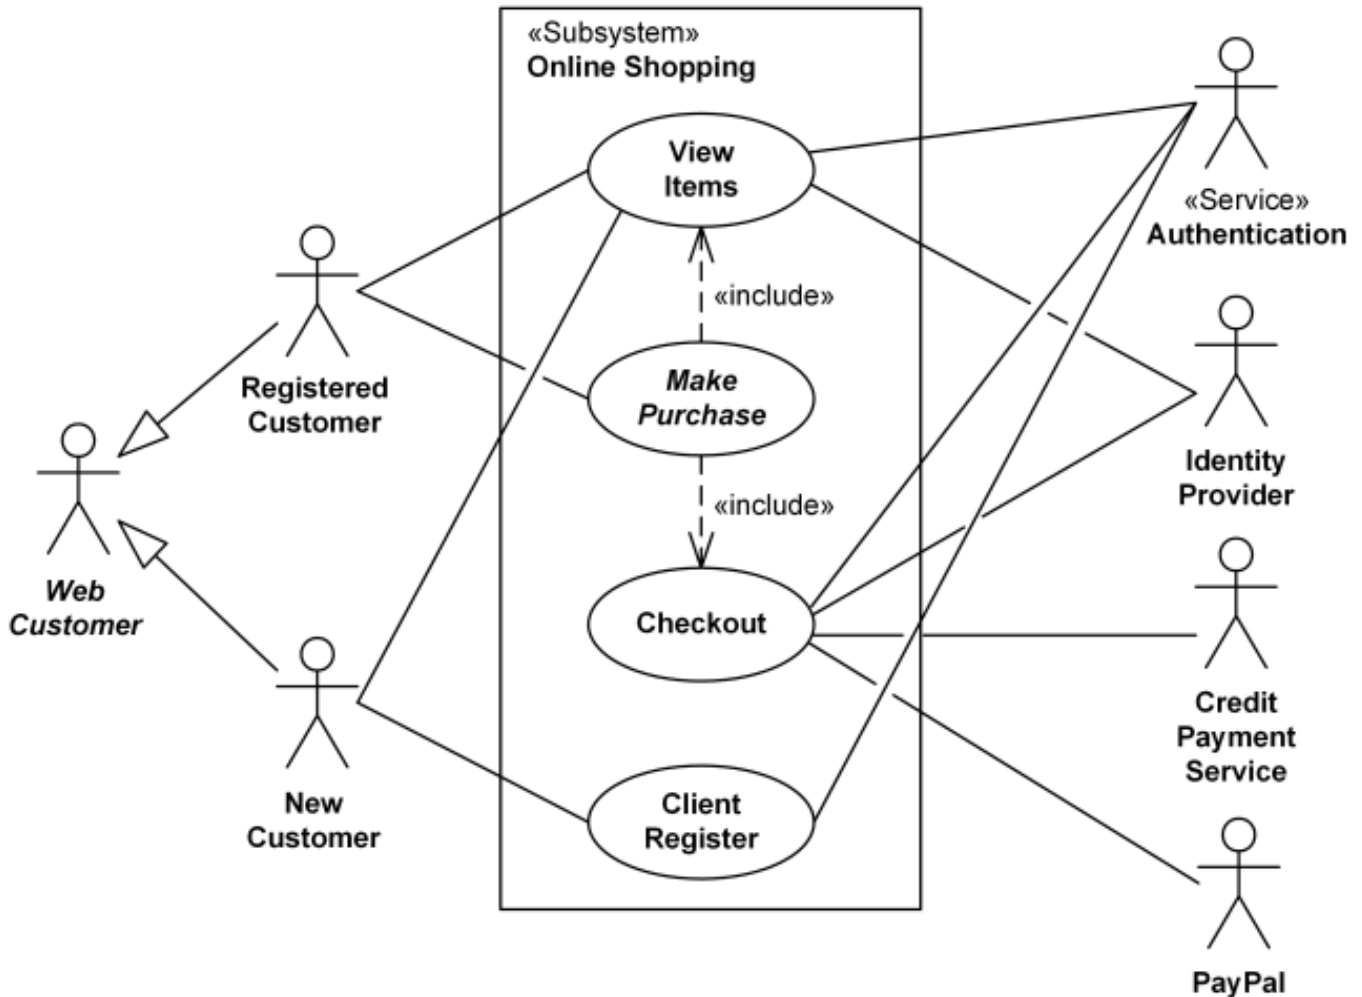 «Subsystem»
Online Shopping
View
Items
«include»
Make
Purchase
«include»
Checkout
Client
Register
Registered
Customer
Web
Customer
New
Customer
«Service»
Authentication
Identity
Provider
Credit
Payment
Service
PayPal